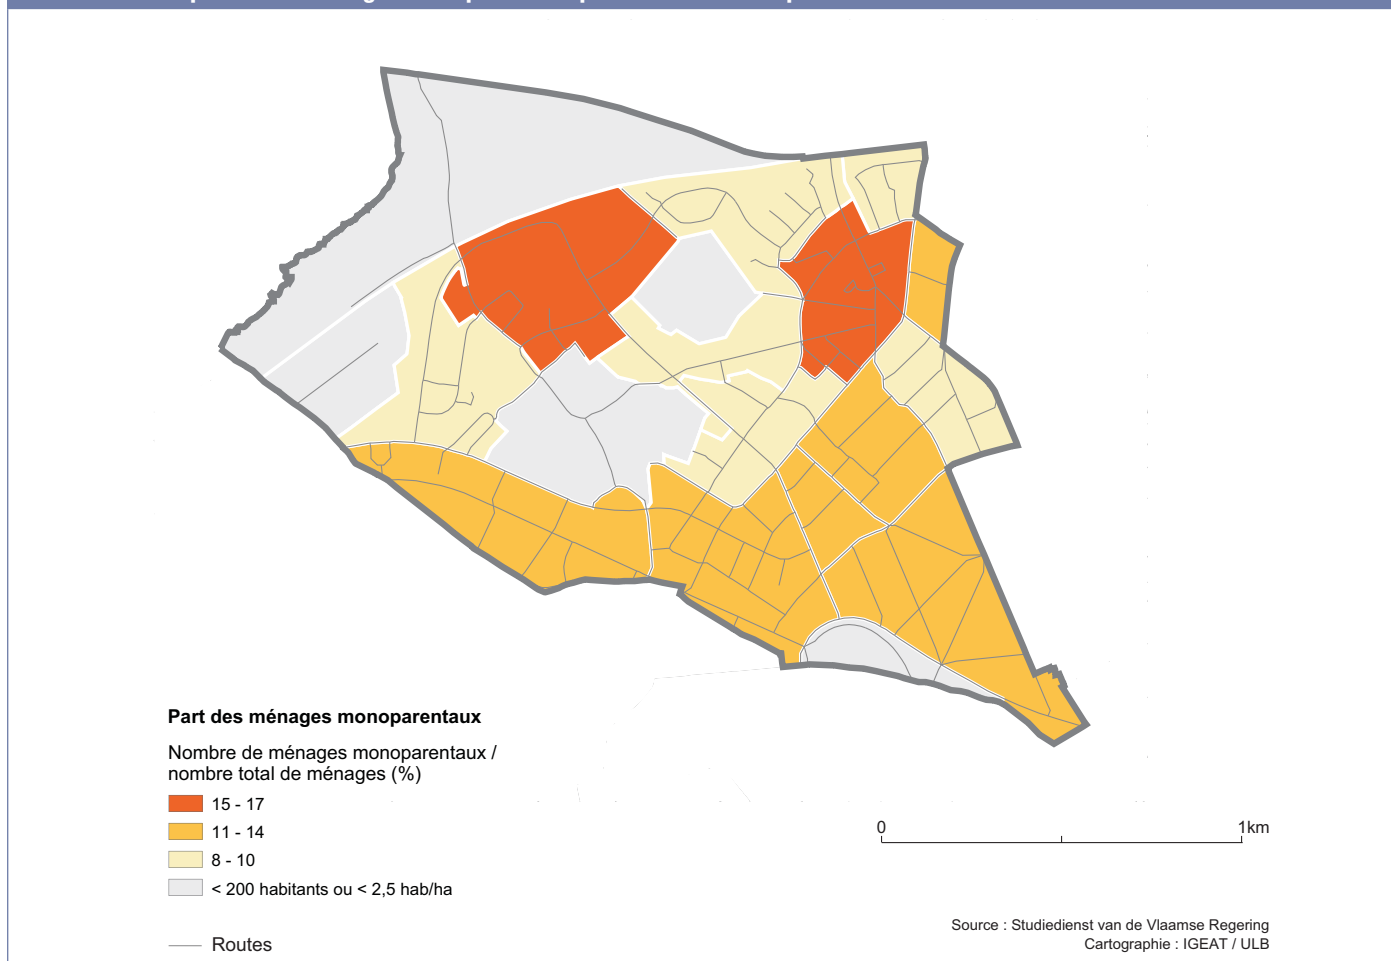 Part des ménages monoparentaux
Nombre de ménages monoparentaux /
nombre total de ménages (%)
15 - 17
11 - 14
8 - 10
< 200 habitants ou < 2,5 hab/ha
Routes
0
1km
Source : Studiedienst van de Vlaamse Regering
Cartographie : IGEAT / ULB